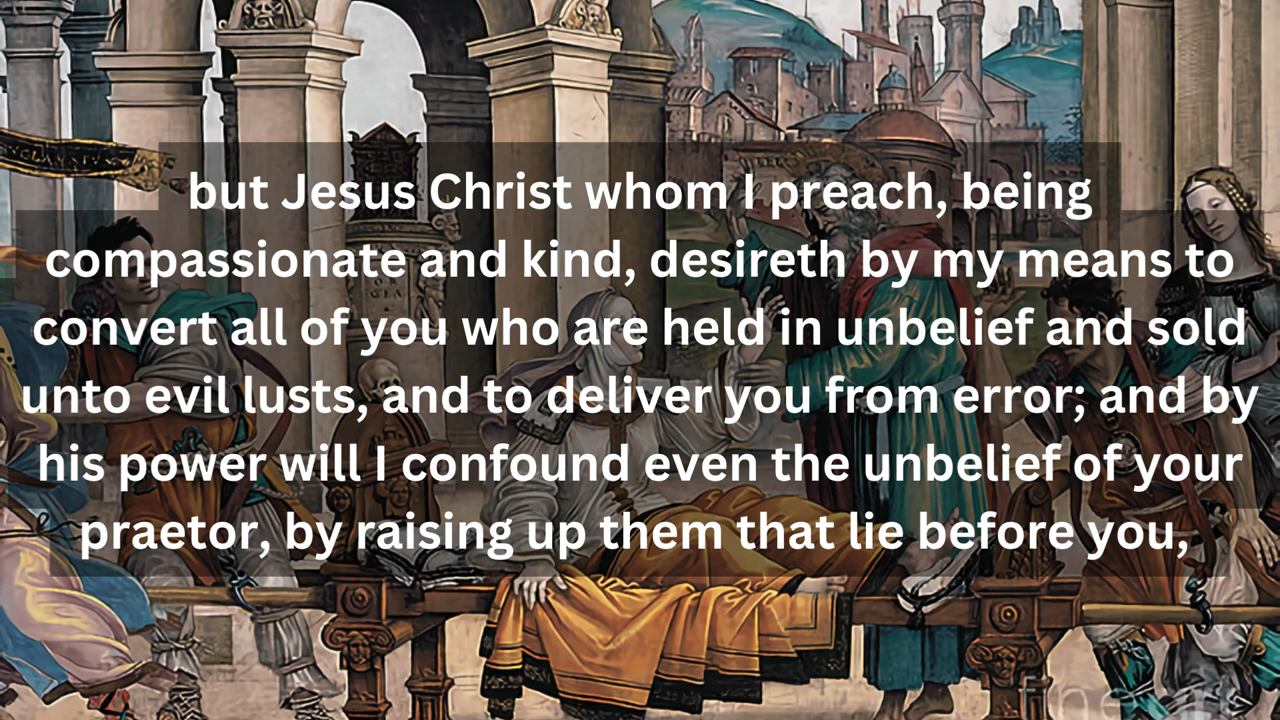 but Jesus Christ whom I preach, being
compassionate and kind, desireth by my means to
convert all of you who are held in unbelief and sold
unto evil lusts, and to deliver you from error; and by
his power will I confound even the unbelief of your
praetor, by raising up them that lie before you,